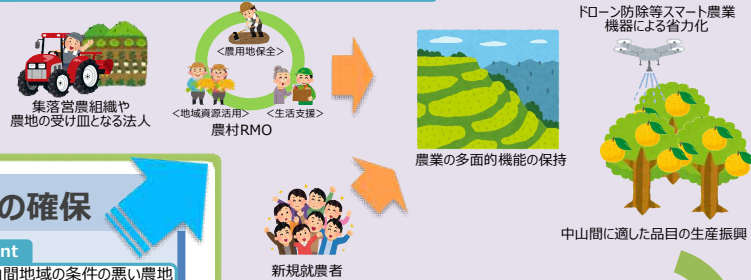 ドローン防除等スマート農業
機器による省力化
<農用地保全>
<地域資源活用>
<生活支援>
農村RMO
集落営農組織や
農地の受け皿となる法人
農業の多面的機能の保持
中山間に適した品目の生産振興
新規就農者
の確保
nt
間地域の条件の悪い農地